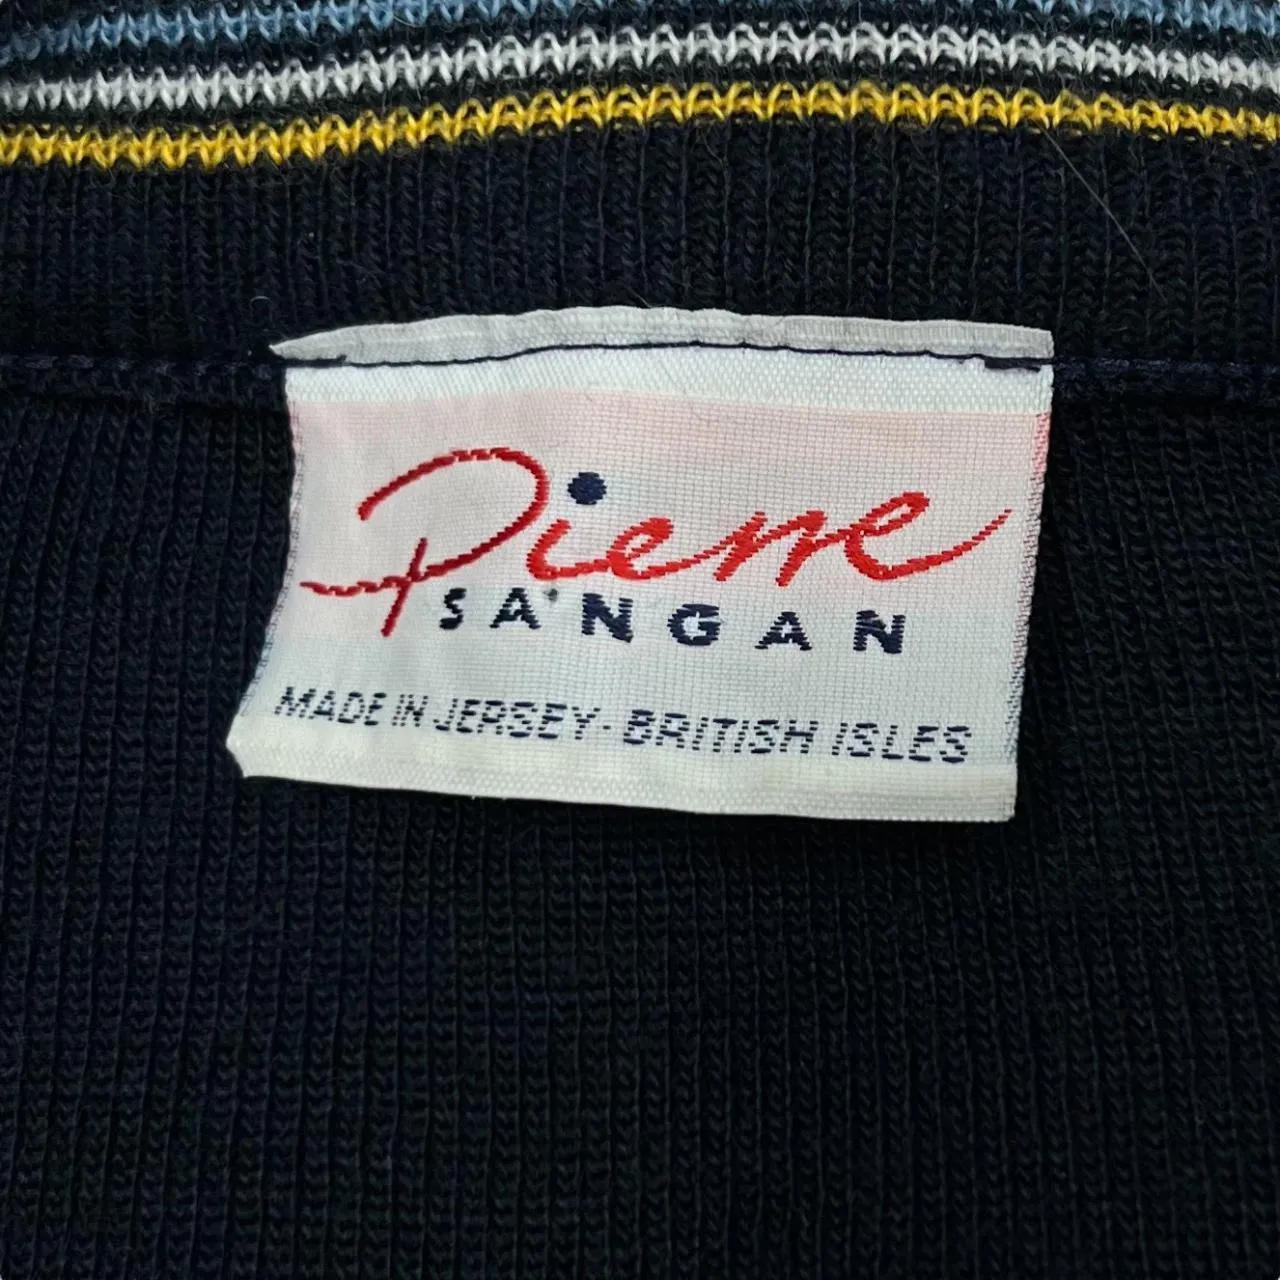 Pierre
SANGAN
MADE IN JERSEY · BRITISH ISLES